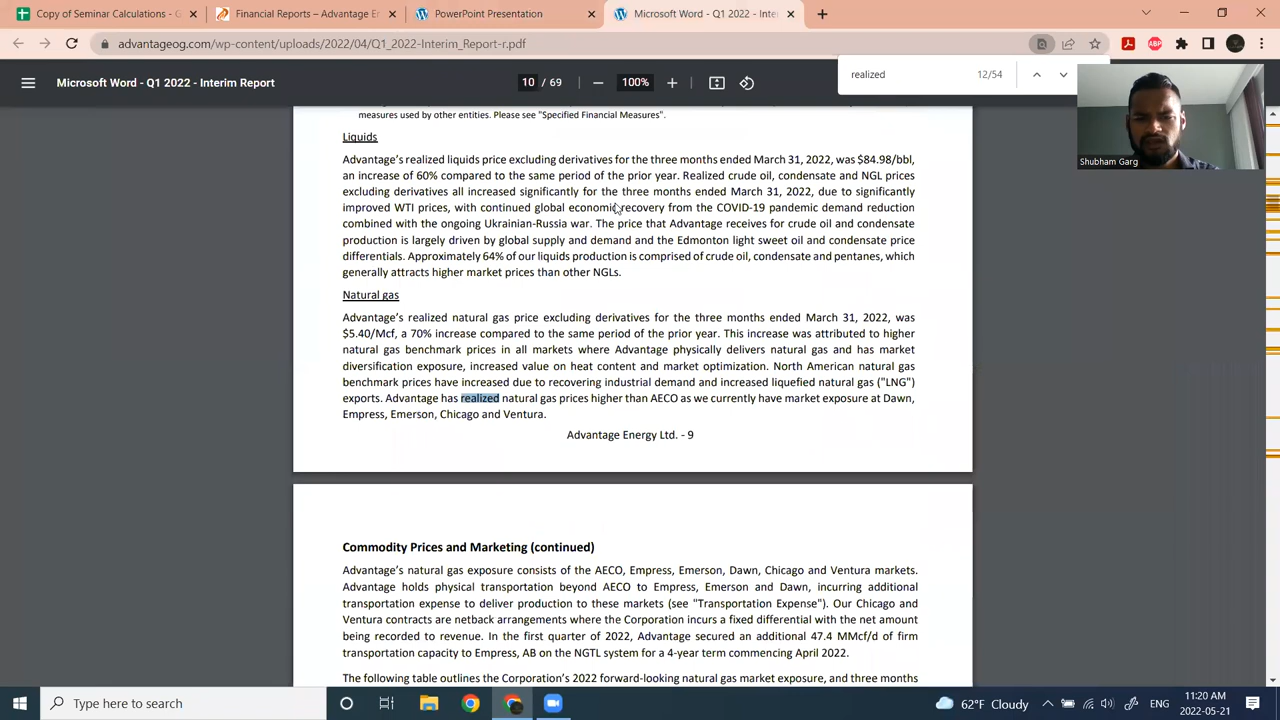 Copy of Seminar Calculations - G
Financial Reports – Advantage E
PowerPoint Presentation
Microsoft Word - Q1 2022 - Inte
advantageog.com/wp-content/uploads/2022/04/Q1_2022-Interim_Report-r.pdf
ABP
Microsoft Word - Q1 2022 - Interim Report
10 / 69
100%
realized
12/54
measures used by other entities. Please see "Specified Financial Measures".
Liquids
Advantage's realized liquids price excluding derivatives for the three months ended March 31, 2022, was $84.98/bbl,
an increase of 60% compared to the same period of the prior year. Realized crude oil, condensate and NGL prices
excluding derivatives all increased significantly for the three months ended March 31, 2022, due to significantly
improved WTI prices, with continued global economic recovery from the COVID-19 pandemic demand reduction
combined with the ongoing Ukrainian-Russia war. The price that Advantage receives for crude oil and condensate
production is largely driven by global supply and demand and the Edmonton light sweet oil and condensate price
differentials. Approximately 64% of our liquids production is comprised of crude oil, condensate and pentanes, which
generally attracts higher market prices than other NGLs.
Natural gas
Advantage's realized natural gas price excluding derivatives for the three months ended March 31, 2022, was
$5.40/Mcf, a 70% increase compared to the same period of the prior year. This increase was attributed to higher
natural gas benchmark prices in all markets where Advantage physically delivers natural gas and has market
diversification exposure, increased value on heat content and market optimization. North American natural gas
benchmark prices have increased due to recovering industrial demand and increased liquefied natural gas ("LNG")
exports. Advantage has realized natural gas prices higher than AECO as we currently have market exposure at Dawn,
Empress, Emerson, Chicago and Ventura.
Advantage Energy Ltd. - 9
Commodity Prices and Marketing (continued)
Advantage's natural gas exposure consists of the AECO, Empress, Emerson, Dawn, Chicago and Ventura markets.
Advantage holds physical transportation beyond AECO to Empress, Emerson and Dawn, incurring additional
transportation expense to deliver production to these markets (see "Transportation Expense"). Our Chicago and
Ventura contracts are netback arrangements where the Corporation incurs a fixed differential with the net amount
being recorded to revenue. In the first quarter of 2022, Advantage secured an additional 47.4 MMcf/d of firm
transportation capacity to Empress, AB on the NGTL system for a 4-year term commencing April 2022.
The following table outlines the Corporation's 2022 forward-looking natural gas market exposure, and three months
Shubham Garg
Type here to search
62°F Cloudy
ENG
11:20 AM
2022-05-21